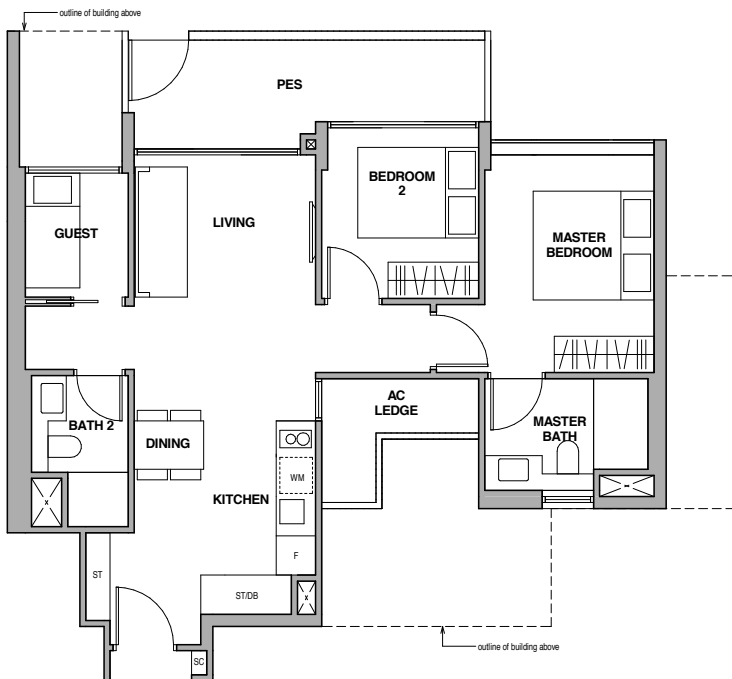 outline of building above
PES
BEDROOM
2
GUEST
LIVING
MASTER
BEDROOM
AC
LEDGE
BATH 2
DINING
MASTER
BATH
WM
KITCHEN
F
ST
ST/DB
SC
outline of building above